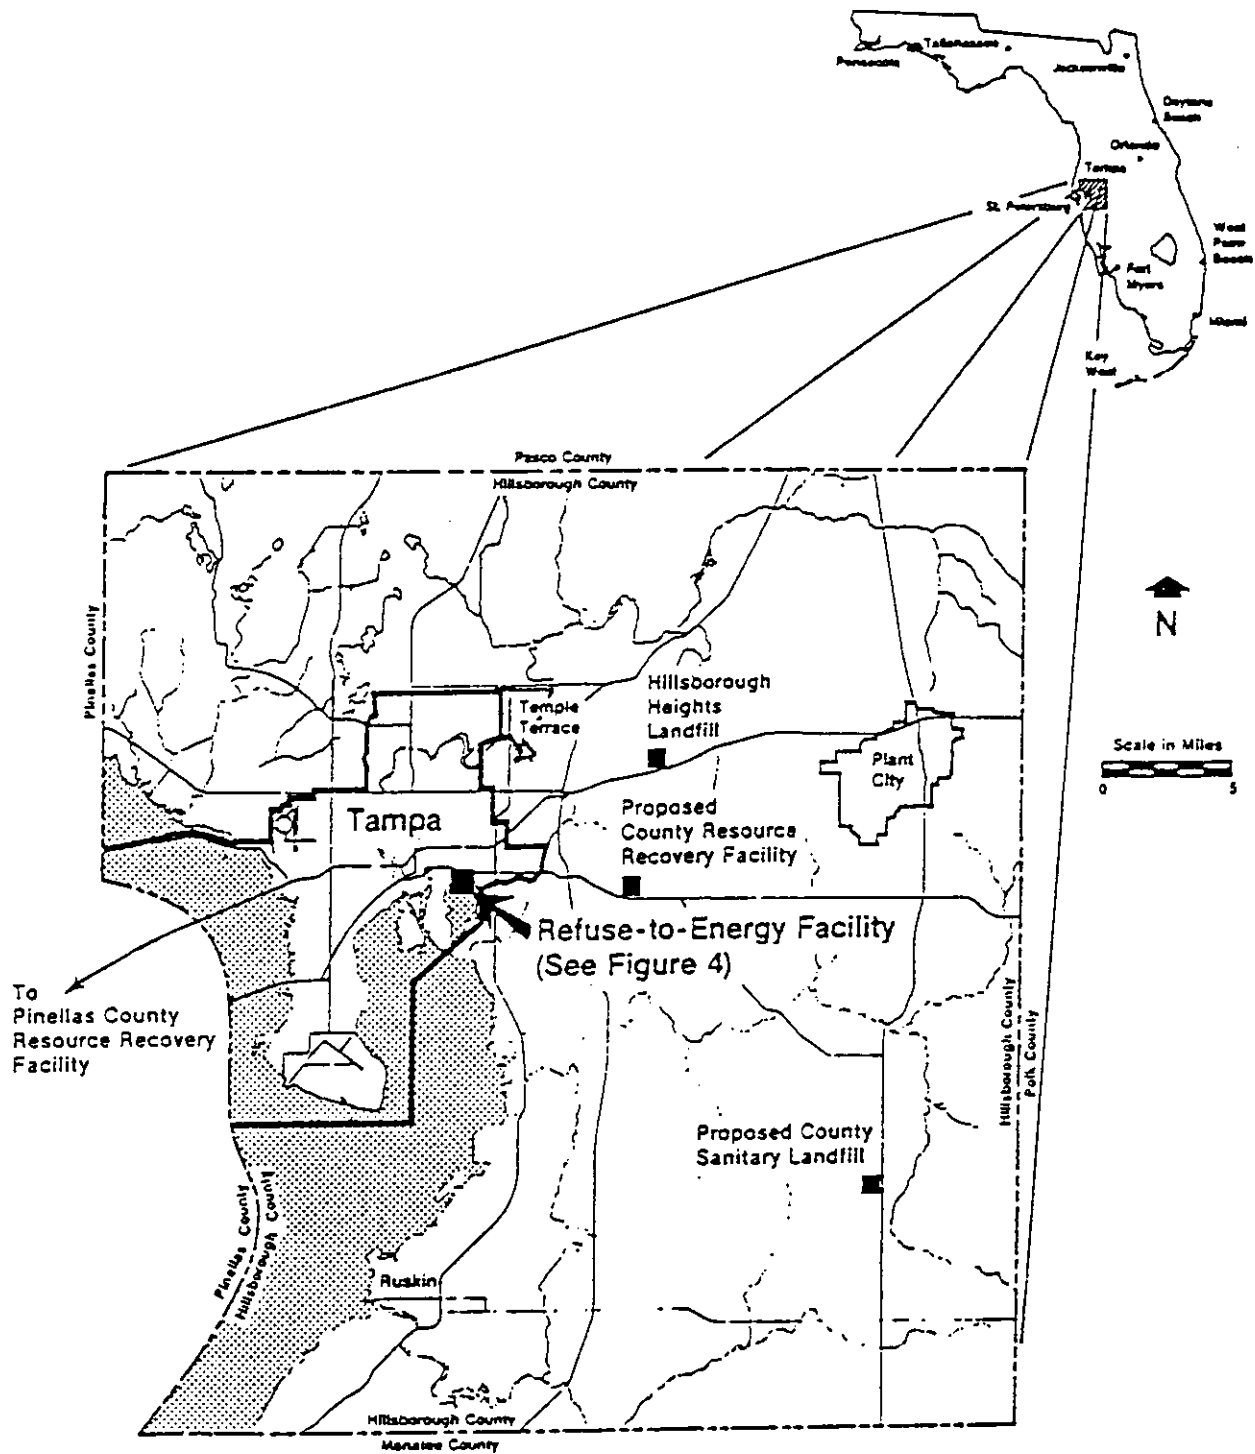 Pensacola
Tallahassee
Jacksonville
Daytona
Beach
Orlando
Tampa
St. Petersburg
West
Palm
Beach
Fort
Myers
Miami
Key
West
Pasco County
Hillsborough County
Pinellas County
N
Temple
Terrace
Hillsborough
Heights
Landfill
Plant
City
Scale in Miles
0 5
Tampa
Proposed
County Resource
Recovery Facility
Refuse-to-Energy Facility
(See Figure 4)
To
Pinellas County
Resource Recovery
Facility
Hillsborough County
Polk County
Proposed County
Sanitary Landfill
Pinellas County
Hillsborough County
Ruskin
Hillsborough County
Manatee County